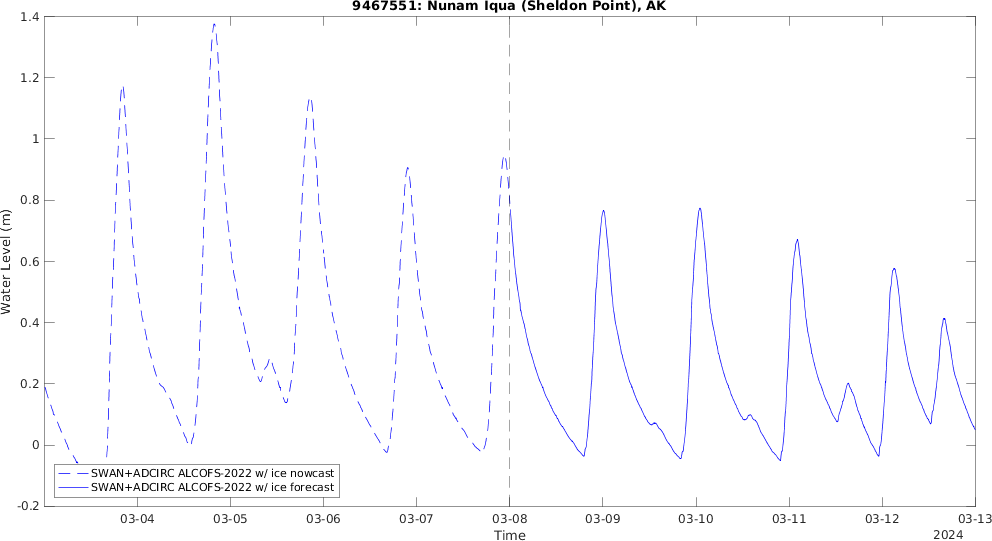 9467551: Nunam Iqua (Sheldon Point), AK
1.4
1.2
1
0.8
0.6
0.4
0.2
0
-0.2
Water Level (m)
SWAN+ADCIRC ALCOFS-2022 w/ ice nowcast
SWAN+ADCIRC ALCOFS-2022 w/ ice forecast
03-04 03-05 03-06 03-07 03-08 03-09 03-10 03-11 03-12 03-13
Time
2024